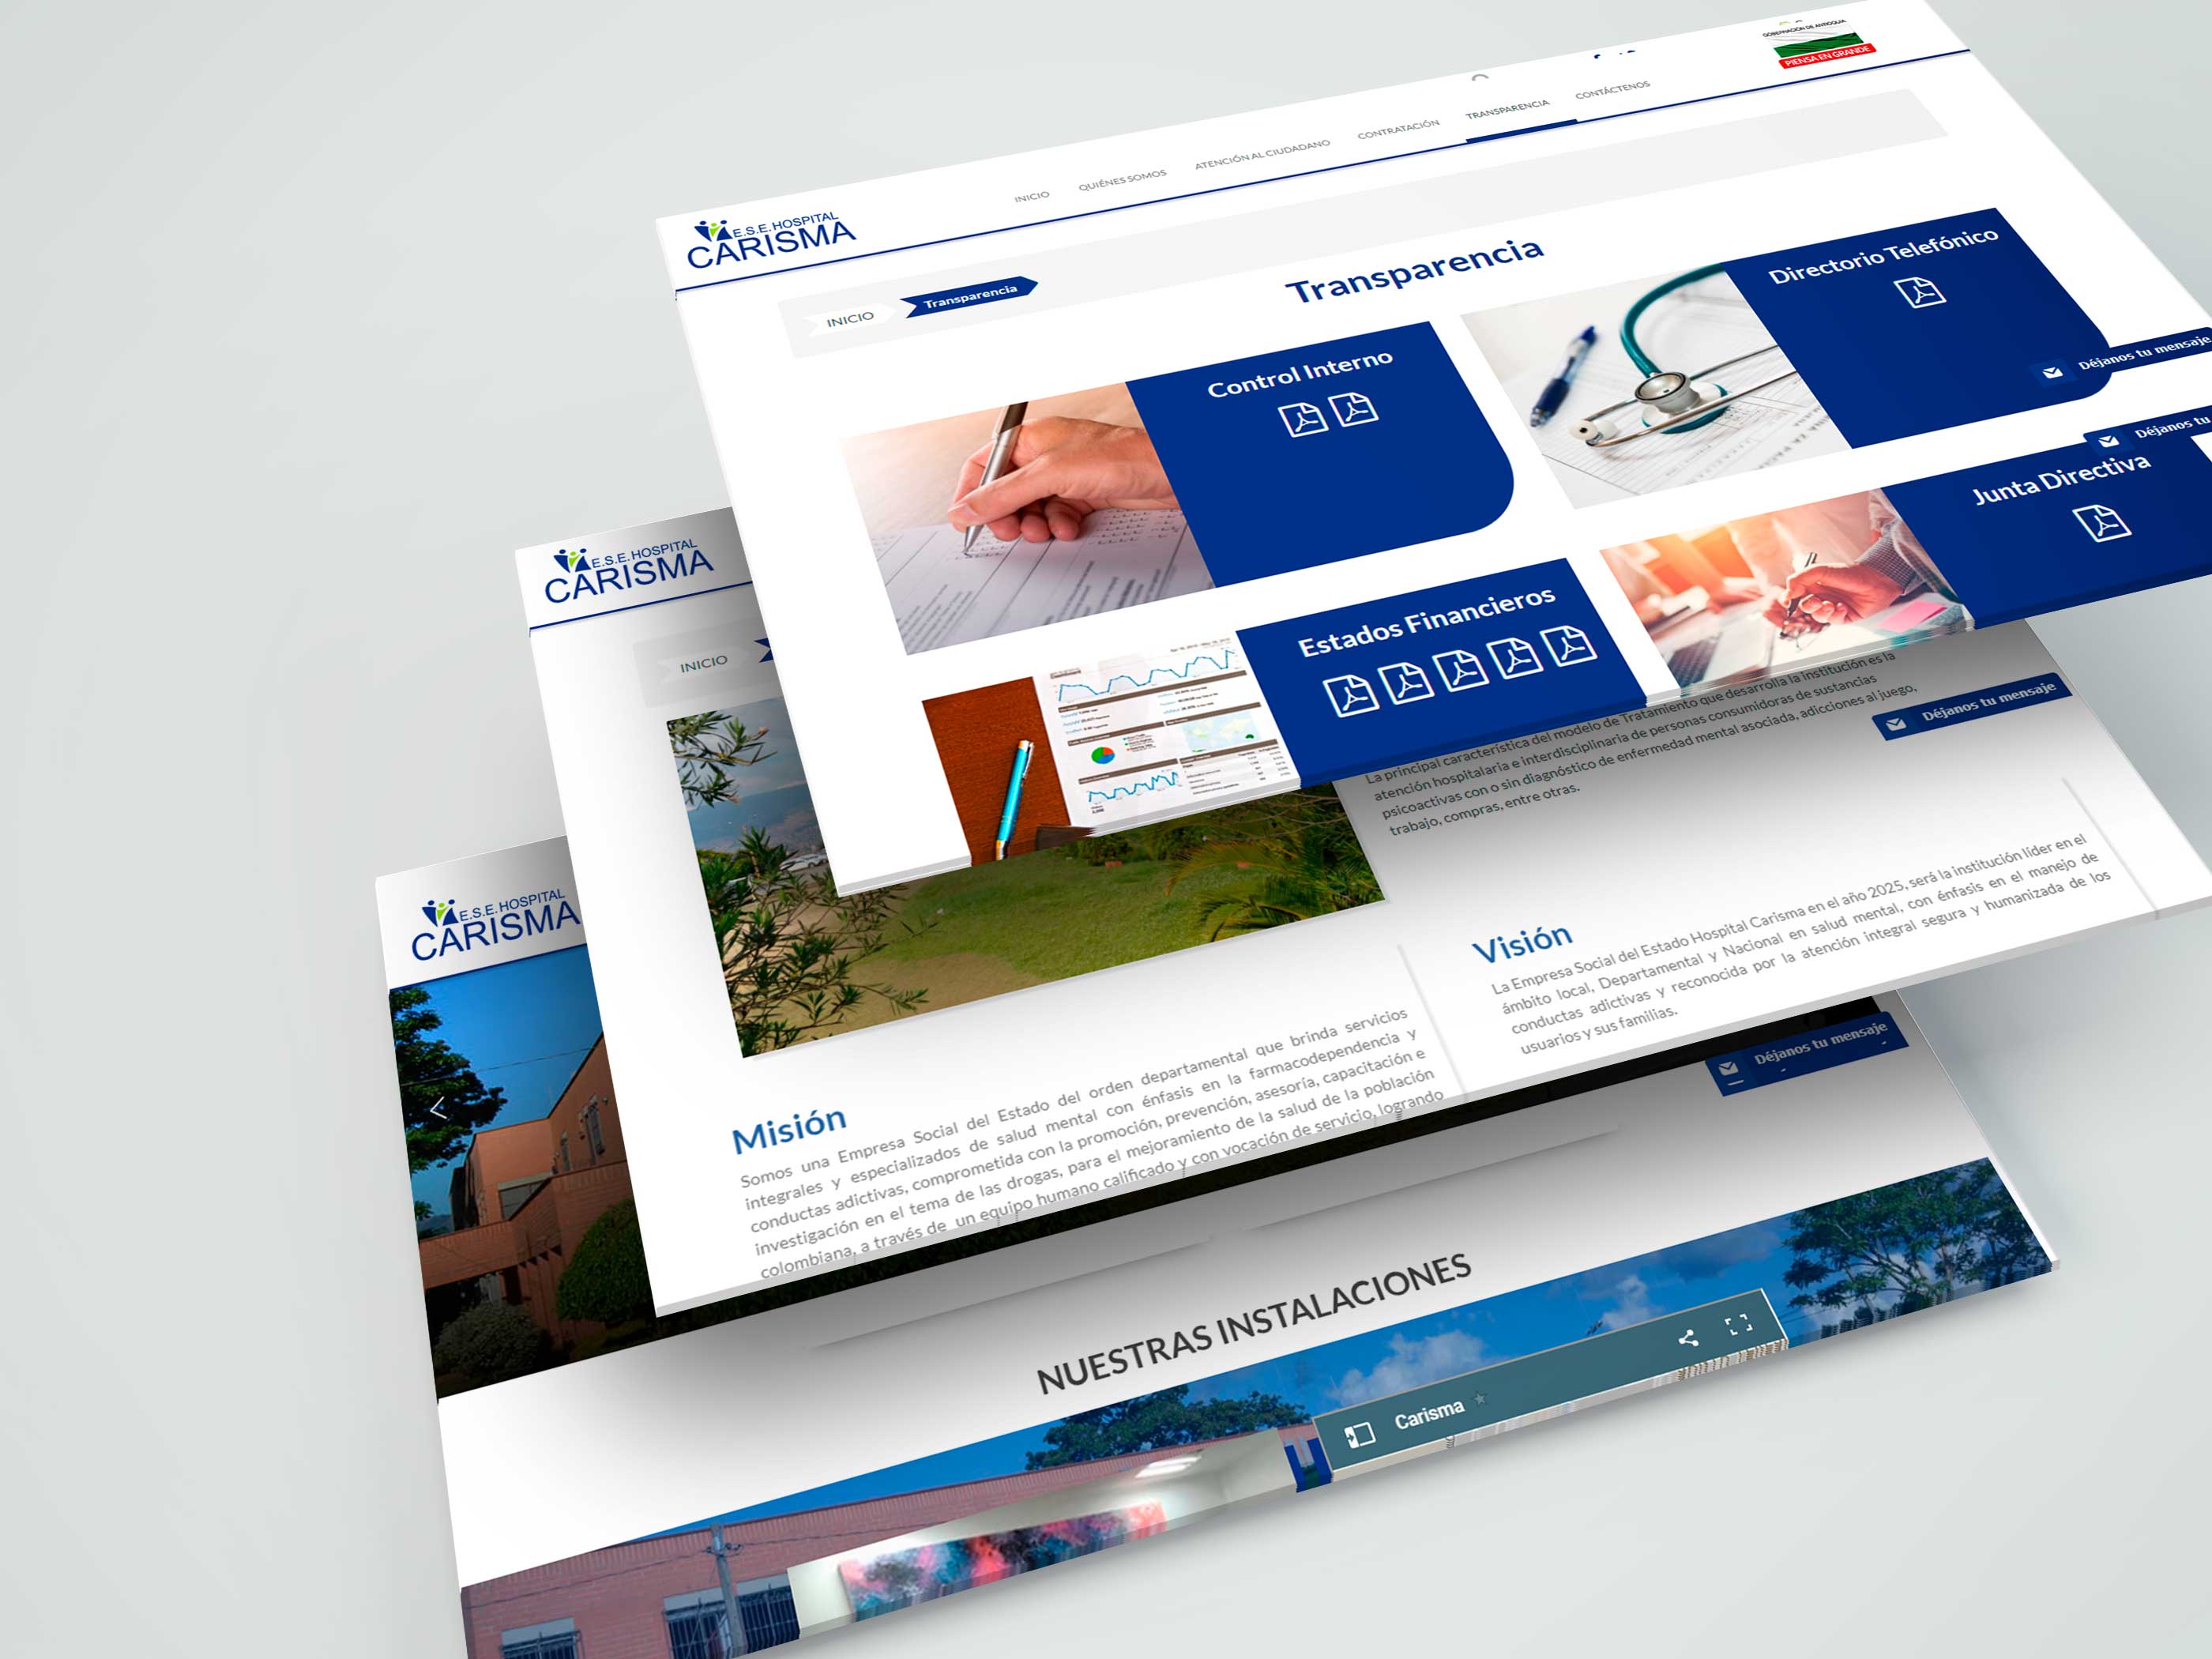 GOBERNACIÓN DE ANTIOQUIA
PIENSA EN GRANDE
E.S.E. HOSPITAL
CARISMA
INICIO
QUIÉNES SOMOS
ATENCIÓN AL CIUDADANO
CONTRATACIÓN
TRANSPARENCIA
CONTÁCTENOS
INICIO
Transparencia
Transparencia
Control Interno
Directorio Telefónico
Déjanos tu mensaje
Déjanos tu
Estados Financieros
Junta Directiva
E.S.E. HOSPITAL
CARISMA
INICIO
La principal característica del modelo de Tratamiento que desarrolla la institución es la
atención hospitalaria e interdisciplinaria de personas consumidoras de sustancias
psicoactivas con o sin diagnóstico de enfermedad mental asociada, adicciones al juego,
trabajo, compras, entre otras.
Déjanos tu mensaje
Misión
Somos una Empresa Social del Estado del orden departamental que brinda servicios
integrales y especializados de salud mental con énfasis en la farmacodependencia y
conductas adictivas, comprometida con la promoción, prevención, asesoría, capacitación e
investigación en el tema de las drogas, para el mejoramiento de la salud de la población
colombiana, a través de un equipo humano calificado y con vocación de servicio, logrando
Visión
La Empresa Social del Estado Hospital Carisma en el año 2025, será la institución líder en el
ámbito local, Departamental y Nacional en salud mental, con énfasis en el manejo de
conductas adictivas y reconocida por la atención integral segura y humanizada de los
usuarios y sus familias.
E.S.E. HOSPITAL
CARISMA
Déjanos tu mensaje
NUESTRAS INSTALACIONES
Carisma